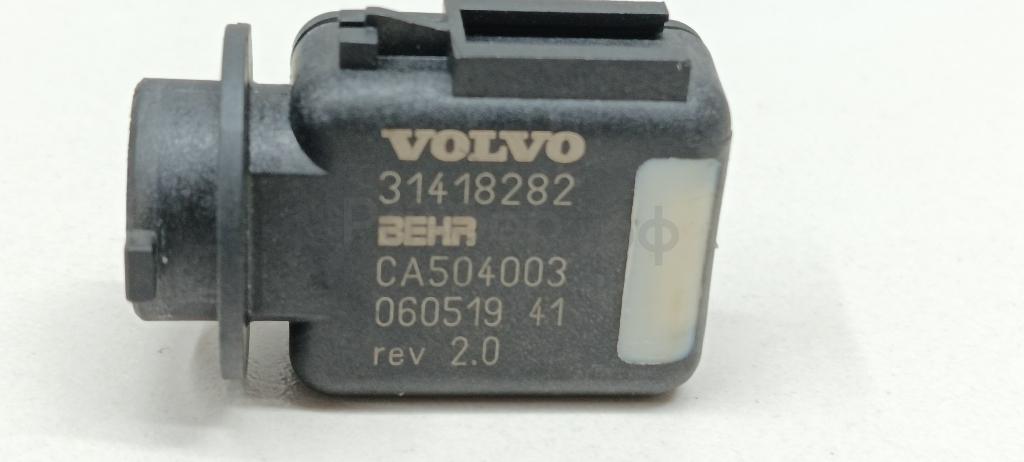 VOLVO
31418282
BEHR
CA504003
060519 41
rev 2.0